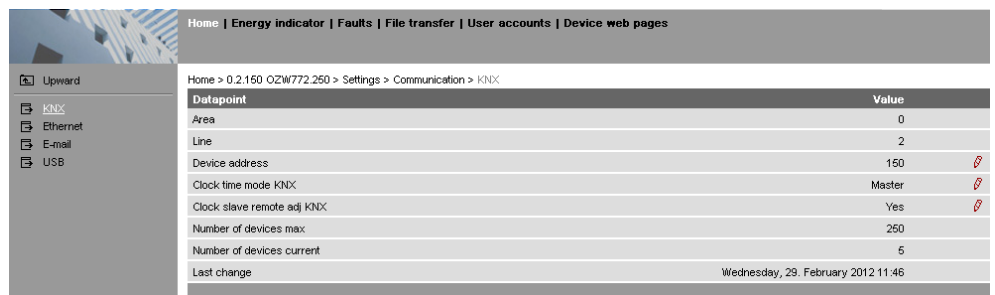 Home | Energy indicator | Faults | File transfer | User accounts | Device web pages
Upward
Home > 0.2.150 OZW772.250 > Settings > Communication > KNX
KNX
Ethernet
E-mail
USB
Datapoint Value
Area 0
Line 2
Device address 150
Clock time mode KNX Master
Clock slave remote adj KNX Yes
Number of devices max 250
Number of devices current 5
Last change Wednesday, 29. February 2012 11:46